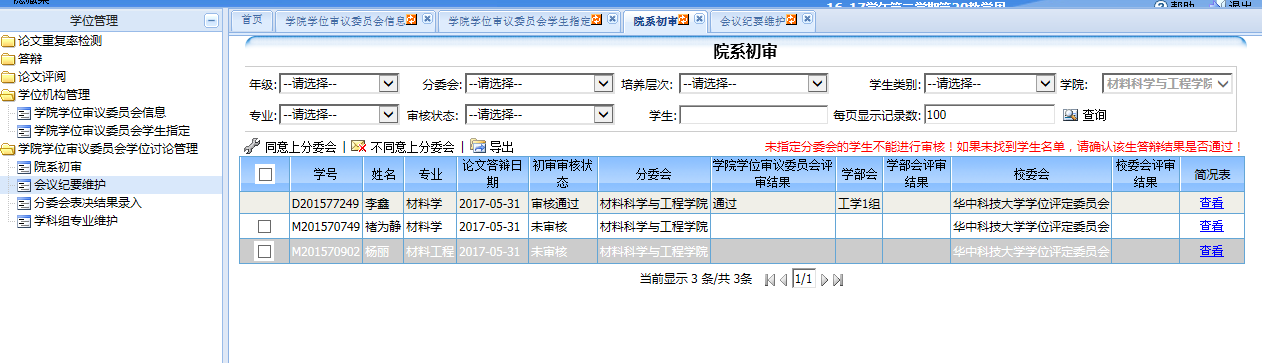 16-17学年第二学期第20教学周 帮助 退出
学位管理
论文重复率检测
答辩
论文评阅
学位机构管理
学院学位审议委员会信息
学院学位审议委员会学生指定
学院学位审议委员会学位讨论管理
院系初审
会议纪要维护
分委会表决结果录入
学科组专业维护
首页 学院学位审议委员会信息 学院学位审议委员会学生指定 院系初审 会议纪要维护
院系初审
年级: --请选择-- 分委会: --请选择-- 培养层次: --请选择-- 学生类别: --请选择-- 学院: 材料科学与工程学院
专业: --请选择-- 审核状态: --请选择-- 学生: 每页显示记录数: 100 查询
同意上分委会 | 不同意上分委会 | 导出 未指定分委会的学生不能进行审核！如果未找到学生名单，请确认该生答辩结果是否通过！
学号 姓名 专业 论文答辩日期 初审审核状态 分委会 学院学位审议委员会评审结果 学部会 学部会评审结果 校委会 校委会评审结果 简况表
D201577249 李鑫 材料学 2017-05-31 审核通过 材料科学与工程学院 通过 工学1组 华中科技大学学位评定委员会 查看
M201570749 褚为静 材料学 2017-05-31 未审核 材料科学与工程学院 华中科技大学学位评定委员会 查看
M201570902 杨丽 材料工程 2017-05-31 未审核 材料科学与工程学院 华中科技大学学位评定委员会 查看
当前显示 3 条/共 3条 1/1